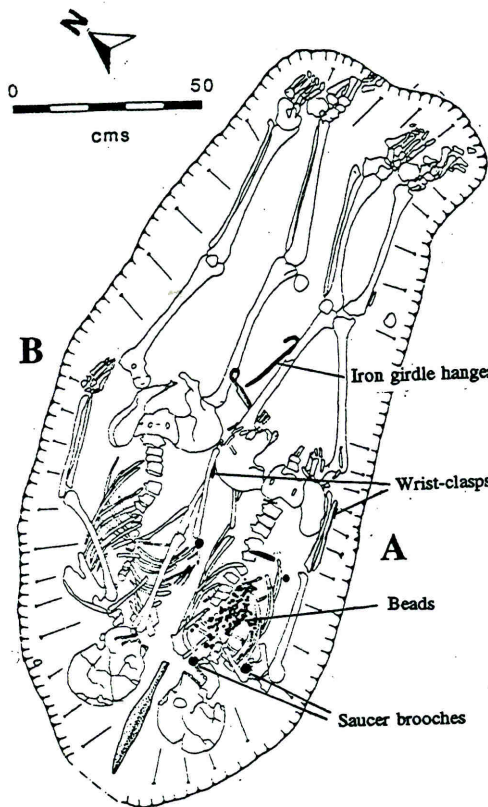 N
0 50
cms
B
Iron girdle hanger
Wrist-clasps
A
Beads
Saucer brooches